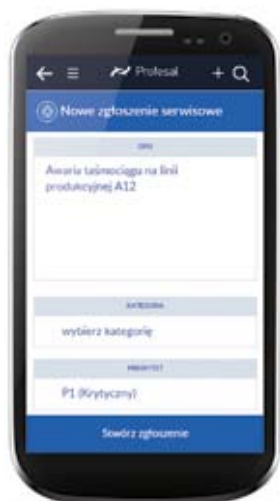 Profesal
Nowe zgłoszenie serwisowe
OPIS
Awaria taśmociągu na linii
produkcyjnej A12
KATEGORIA
wybierz kategorię
PRIORYTET
P1 (Krytyczny)
Stwórz zgłoszenie